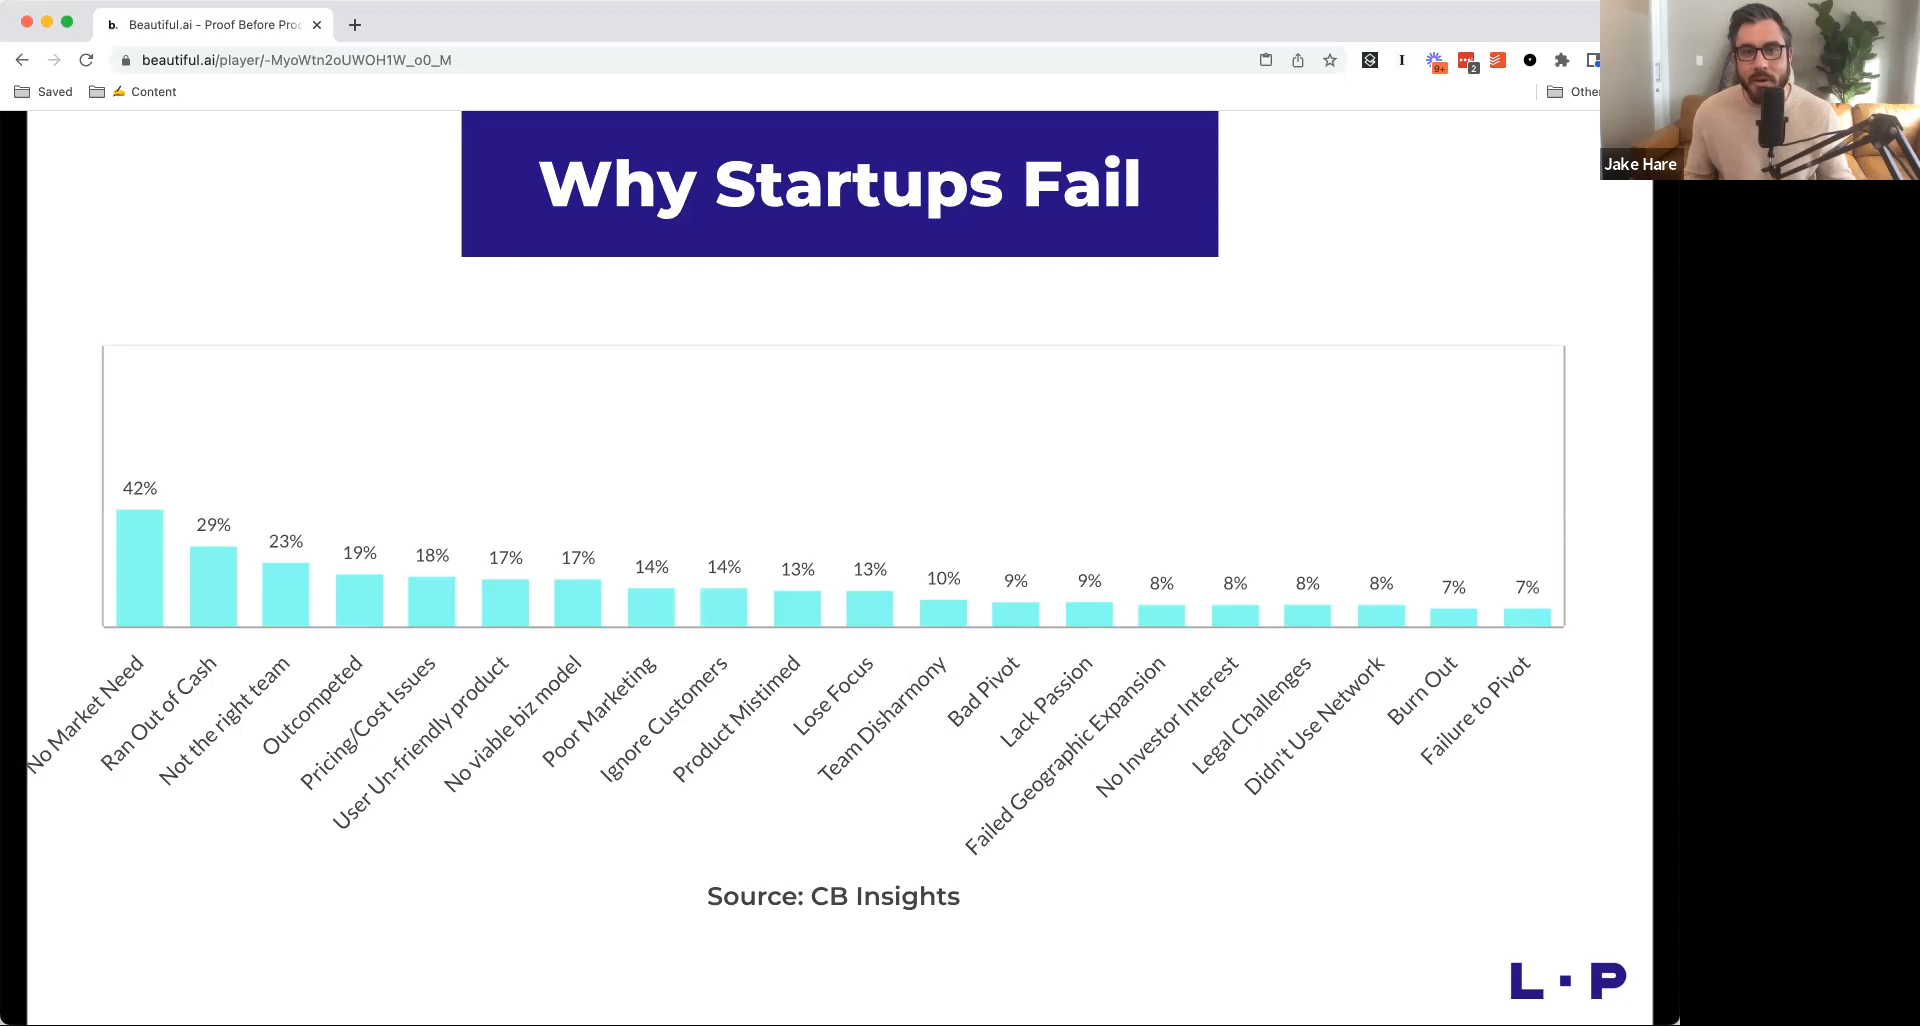 b. Beautiful.ai - Proof Before Pro
beautiful.ai/player/-MyoWtn2oUWOH1W_o0_M
9+
2
Saved
Content
Othe
Jake Hare
Why Startups Fail
42%
29%
23%
19%
18%
17%
17%
14%
14%
13%
13%
10%
9%
9%
8%
8%
8%
8%
7%
7%
No Market Need
Ran Out of Cash
Not the right team
Outcompeted
Pricing/Cost Issues
User Un-friendly product
No viable biz model
Poor Marketing
Ignore Customers
Product Mistimed
Lose Focus
Team Disharmony
Bad Pivot
Lack Passion
Failed Geographic Expansion
No Investor Interest
Legal Challenges
Didn't Use Network
Burn Out
Failure to Pivot
Source: CB Insights
L·P